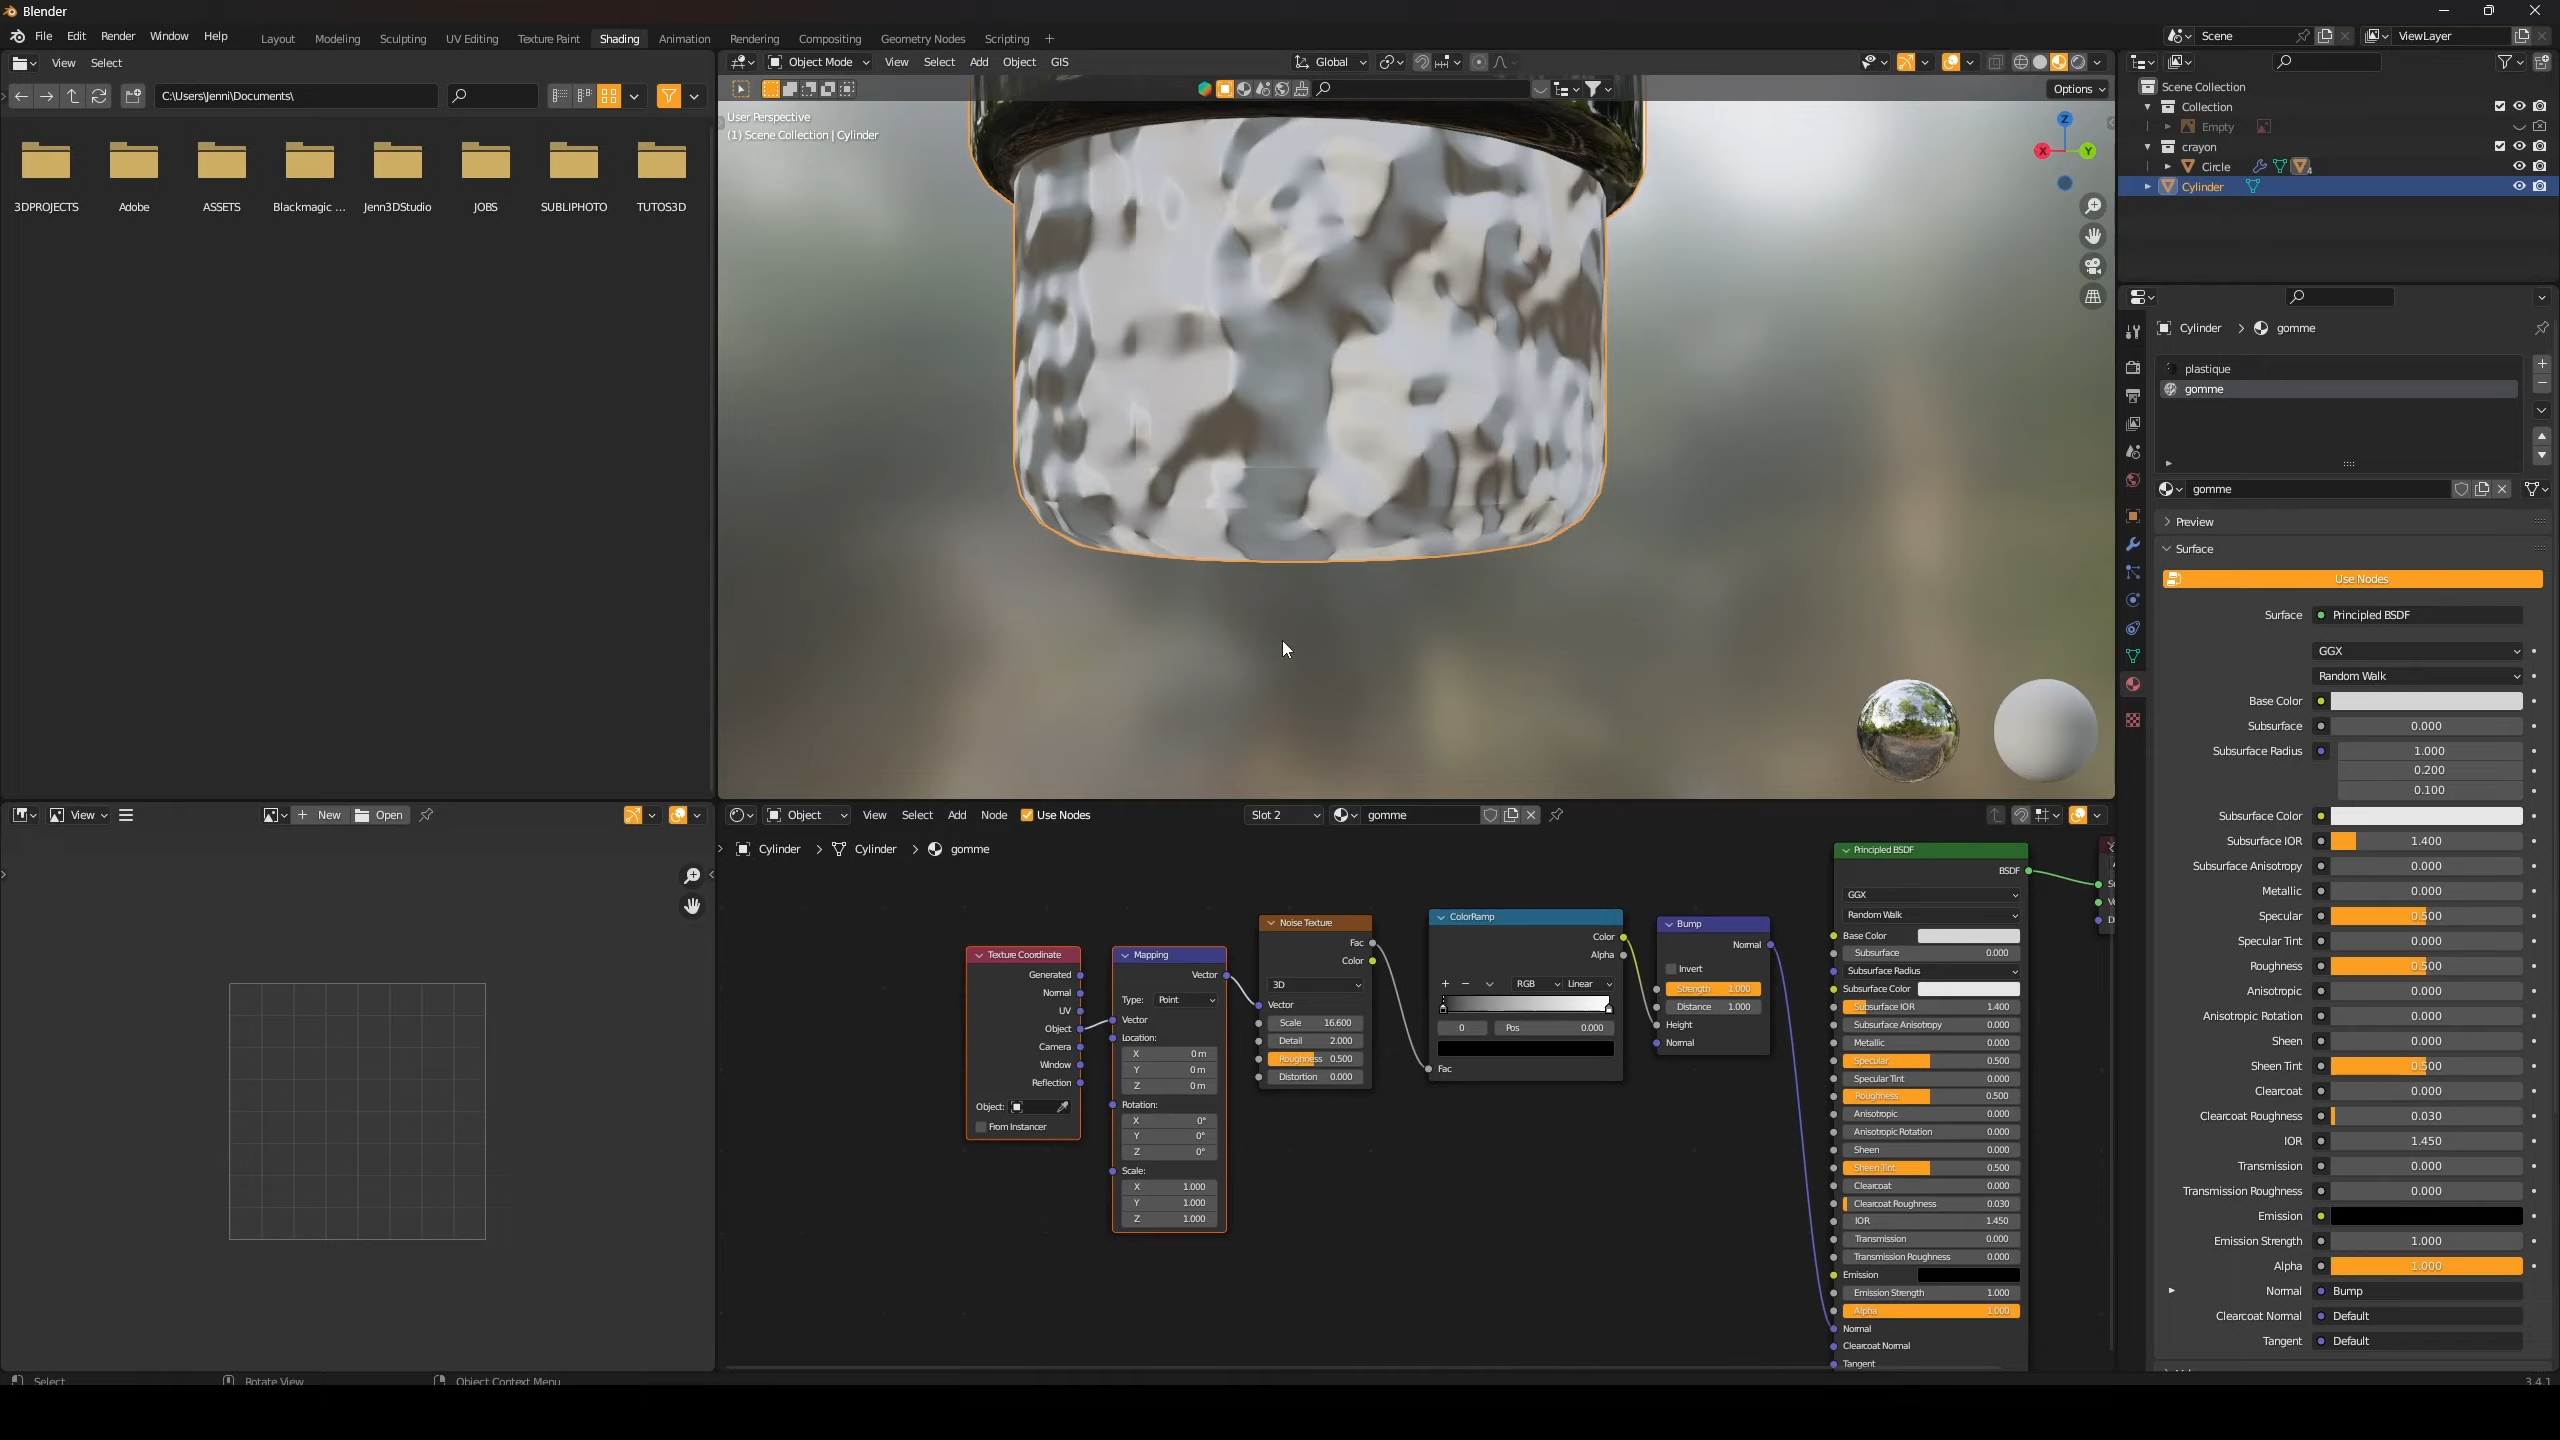 Blender
File Edit Render Window Help Layout Modeling Sculpting UV Editing Texture Paint Shading Animation Rendering Compositing Geometry Nodes Scripting +
Scene ViewLayer
View Select
C:\Users\Jenni\Documents\
3DPROJECTS Adobe ASSETS Blackmagic ... Jenn3DStudio JOBS SUBLIPHOTO TUTOS3D
Object Mode View Select Add Object GIS Global
Options
User Perspective
(1) Scene Collection | Cylinder
Z
X Y
Scene Collection
Collection
Empty
crayon
Circle
Cylinder
Cylinder > gomme
plastique
gomme
gomme
Preview
Surface
Use Nodes
Surface Principled BSDF
GGX
Random Walk
Base Color
Subsurface 0.000
Subsurface Radius 1.000
0.200
0.100
Subsurface Color
Subsurface IOR 1.400
Subsurface Anisotropy 0.000
Metallic 0.000
Specular 0.500
Specular Tint 0.000
Roughness 0.500
Anisotropic 0.000
Anisotropic Rotation 0.000
Sheen 0.000
Sheen Tint 0.500
Clearcoat 0.000
Clearcoat Roughness 0.030
IOR 1.450
Transmission 0.000
Transmission Roughness 0.000
Emission
Emission Strength 1.000
Alpha 1.000
Normal Bump
Clearcoat Normal Default
Tangent Default
View + New Open
Object View Select Add Node Use Nodes Slot 2 gomme
Cylinder > Cylinder > gomme
Texture Coordinate
Generated
Normal
UV
Object
Camera
Window
Reflection
Object:
From Instancer
Mapping
Vector
Type: Point
Vector
Location:
X 0 m
Y 0 m
Z 0 m
Rotation:
X 0°
Y 0°
Z 0°
Scale:
X 1.000
Y 1.000
Z 1.000
Noise Texture
Fac
Color
3D
Vector
Scale 16.600
Detail 2.000
Roughness 0.500
Distortion 0.000
ColorRamp
Color
Alpha
+ − RGB Linear
0 Pos 0.000
Fac
Bump
Normal
Invert
Strength 1.000
Distance 1.000
Height
Normal
Principled BSDF
BSDF
GGX
Random Walk
Base Color
Subsurface 0.000
Subsurface Radius
Subsurface Color
Subsurface IOR 1.400
Subsurface Anisotropy 0.000
Metallic 0.000
Specular 0.500
Specular Tint 0.000
Roughness 0.500
Anisotropic 0.000
Anisotropic Rotation 0.000
Sheen 0.000
Sheen Tint 0.500
Clearcoat 0.000
Clearcoat Roughness 0.030
IOR 1.450
Transmission 0.000
Transmission Roughness 0.000
Emission
Emission Strength 1.000
Alpha 1.000
Normal
Clearcoat Normal
Tangent
Select Rotate View Object Context Menu 3.4.1